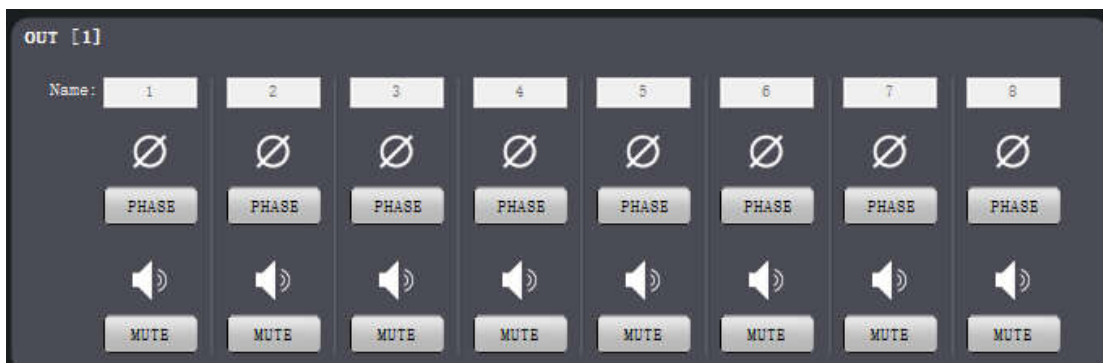 OUT [1]
Name: 1 2 3 4 5 6 7 8
PHASE PHASE PHASE PHASE PHASE PHASE PHASE PHASE
MUTE MUTE MUTE MUTE MUTE MUTE MUTE MUTE